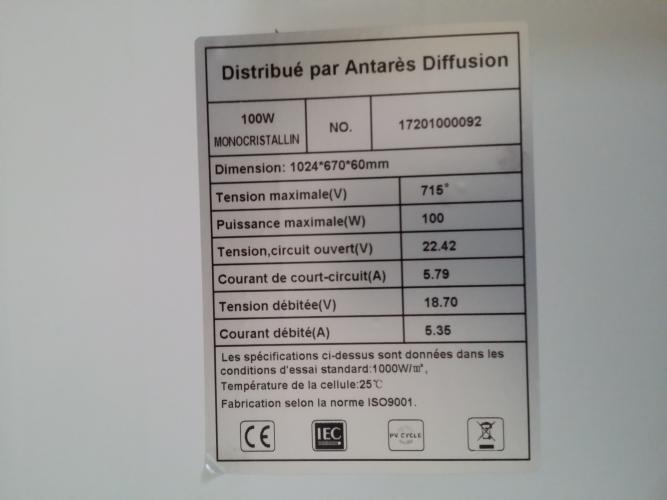 Distribué par Antarès Diffusion
100W
MONOCRISTALLIN
NO.
17201000092
Dimension: 1024*670*60mm
Tension maximale(V) 715°
Puissance maximale(W) 100
Tension,circuit ouvert(V) 22.42
Courant de court-circuit(A) 5.79
Tension débitée(V) 18.70
Courant débité(A) 5.35
Les spécifications ci-dessus sont données dans les
conditions d'essai standard:1000W/㎡,
Température de la cellule:25℃
Fabrication selon la norme ISO9001.
CE IEC PV CYCLE